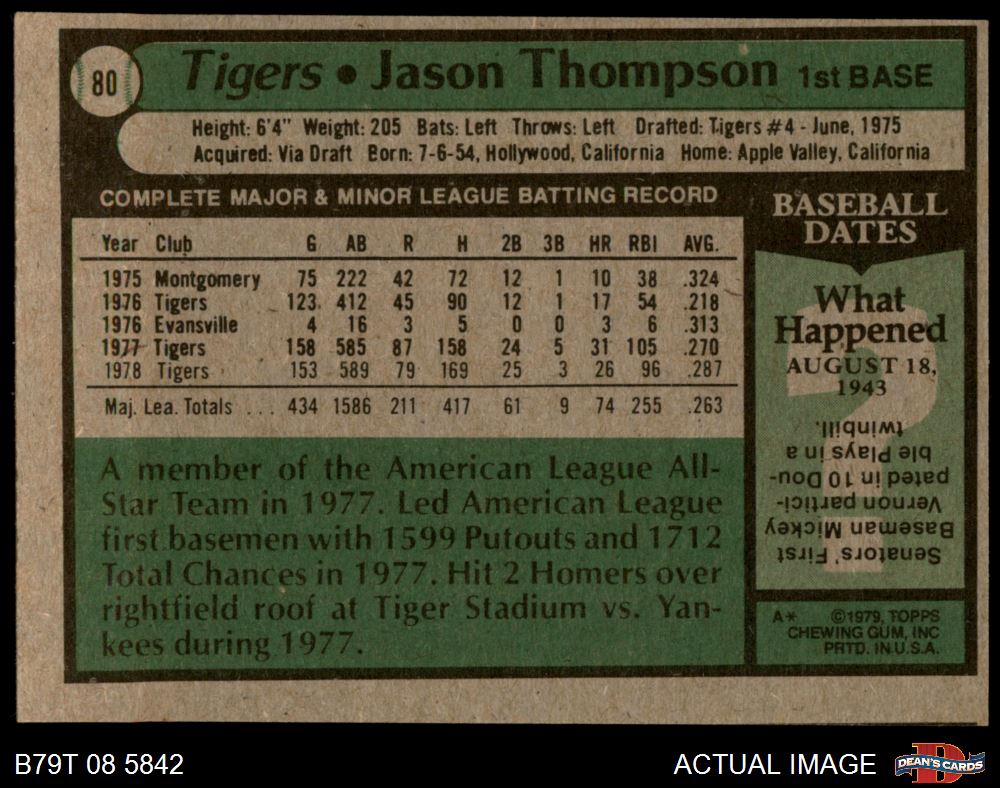 80
Tigers • Jason Thompson 1st BASE
Height: 6'4" Weight: 205 Bats: Left Throws: Left Drafted: Tigers #4 - June, 1975
Acquired: Via Draft Born: 7-6-54, Hollywood, California Home: Apple Valley, California
COMPLETE MAJOR & MINOR LEAGUE BATTING RECORD
Year Club G AB R H 2B 3B HR RBI AVG.
1975 Montgomery 75 222 42 72 12 1 10 38 .324
1976 Tigers 123 412 45 90 12 1 17 54 .218
1976 Evansville 4 16 3 5 0 0 3 6 .313
1977 Tigers 158 585 87 158 24 5 31 105 .270
1978 Tigers 153 589 79 169 25 3 26 96 .287
Maj. Lea. Totals ... 434 1586 211 417 61 9 74 255 .263
A member of the American League All-
Star Team in 1977. Led American League
first basemen with 1599 Putouts and 1712
Total Chances in 1977. Hit 2 Homers over
rightfield roof at Tiger Stadium vs. Yan-
kees during 1977.
BASEBALL
DATES
What
Happened
AUGUST 18,
1943
?
Senators' First
Baseman Mickey
Vernon partici-
pated in 10 Dou-
ble Plays in a
twinbill.
A* ©1979, TOPPS
CHEWING GUM, INC
PRTD. IN U.S.A.
B79T 08 5842
ACTUAL IMAGE
D
DEAN'S CARDS